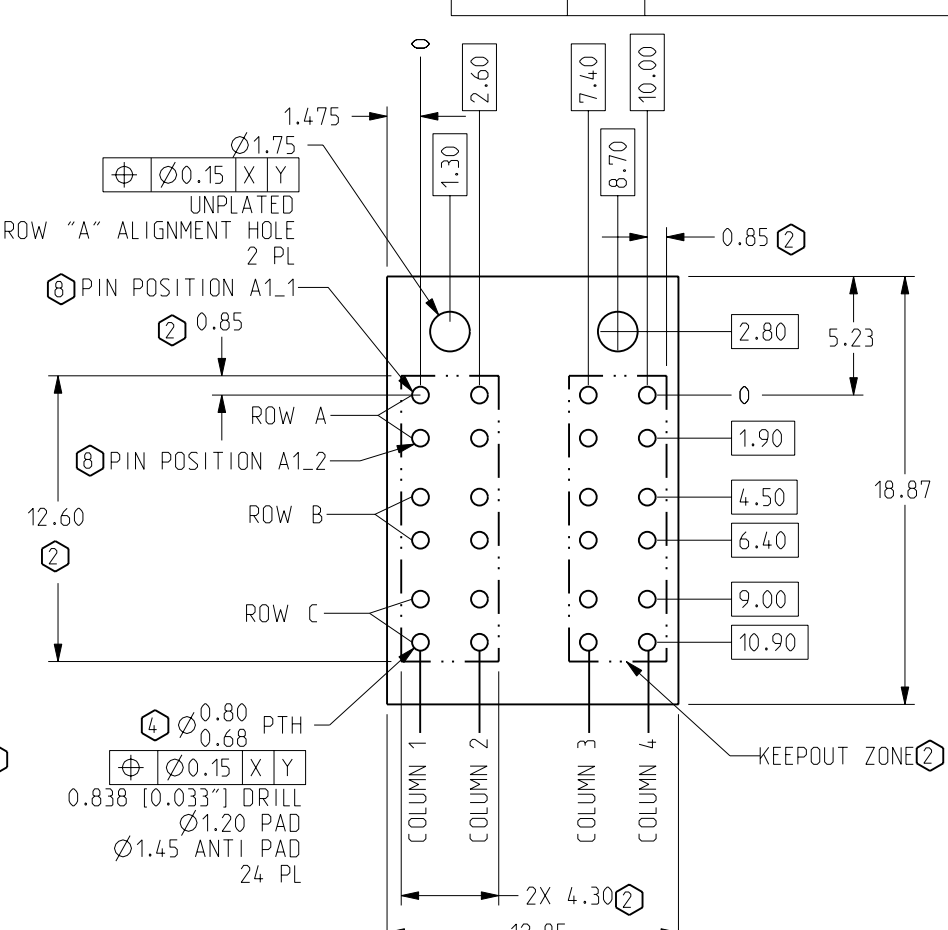 0
2.60
7.40
10.00
1.475
Ø1.75
⌖ Ø0.15 X Y
UNPLATED
ROW "A" ALIGNMENT HOLE
2 PL
1.30
8.70
0.85 2
8 PIN POSITION A1_1
2 0.85
2.80
5.23
0
ROW A
1.90
8 PIN POSITION A1_2
4.50
18.87
12.60
2
ROW B
6.40
9.00
ROW C
10.90
4 Ø0.80 PTH
0.68
⌖ Ø0.15 X Y
0.838 [0.033"] DRILL
Ø1.20 PAD
Ø1.45 ANTI PAD
24 PL
COLUMN 1
COLUMN 2
COLUMN 3
COLUMN 4
KEEPOUT ZONE 2
2X 4.30 2